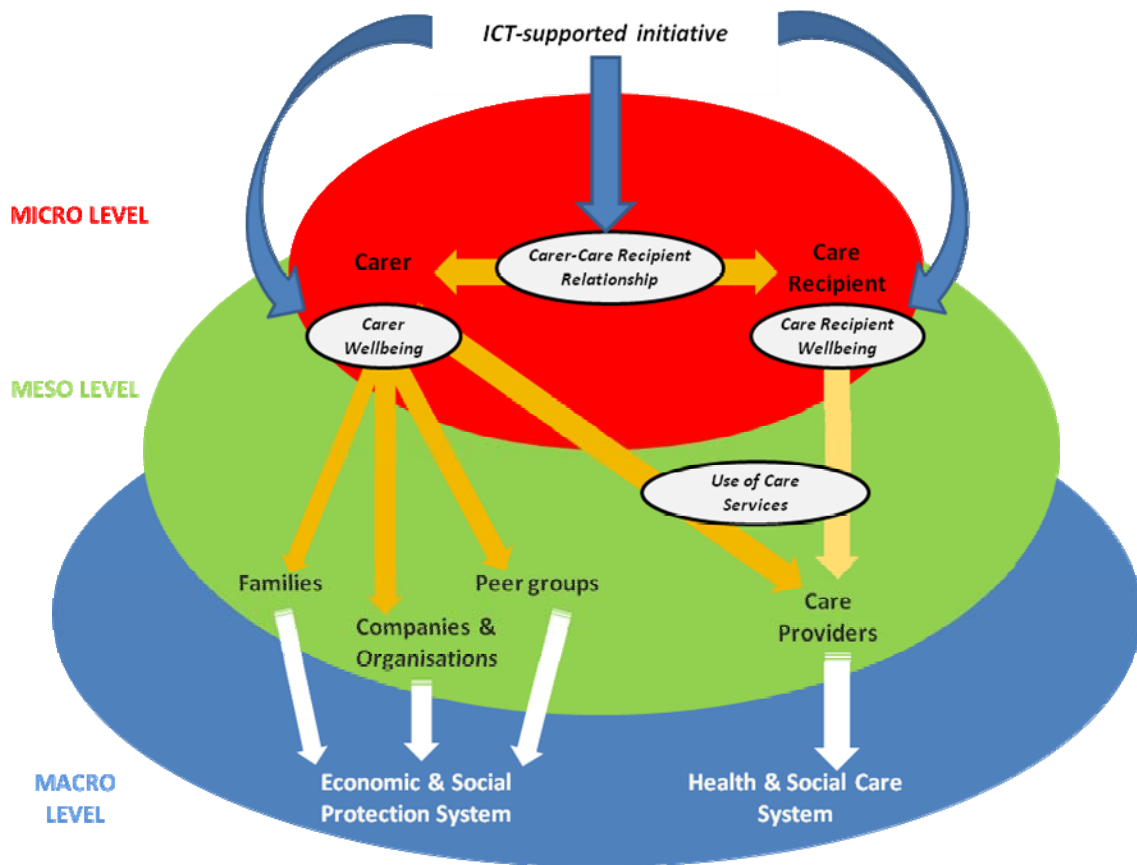 ICT-supported initiative
MICRO LEVEL
Carer
Carer-Care Recipient
Relationship
Care
Recipient
Carer
Wellbeing
Care Recipient
Wellbeing
MESO LEVEL
Use of Care
Services
Families
Peer groups
Companies &
Organisations
Care
Providers
MACRO
LEVEL
Economic & Social
Protection System
Health & Social Care
System